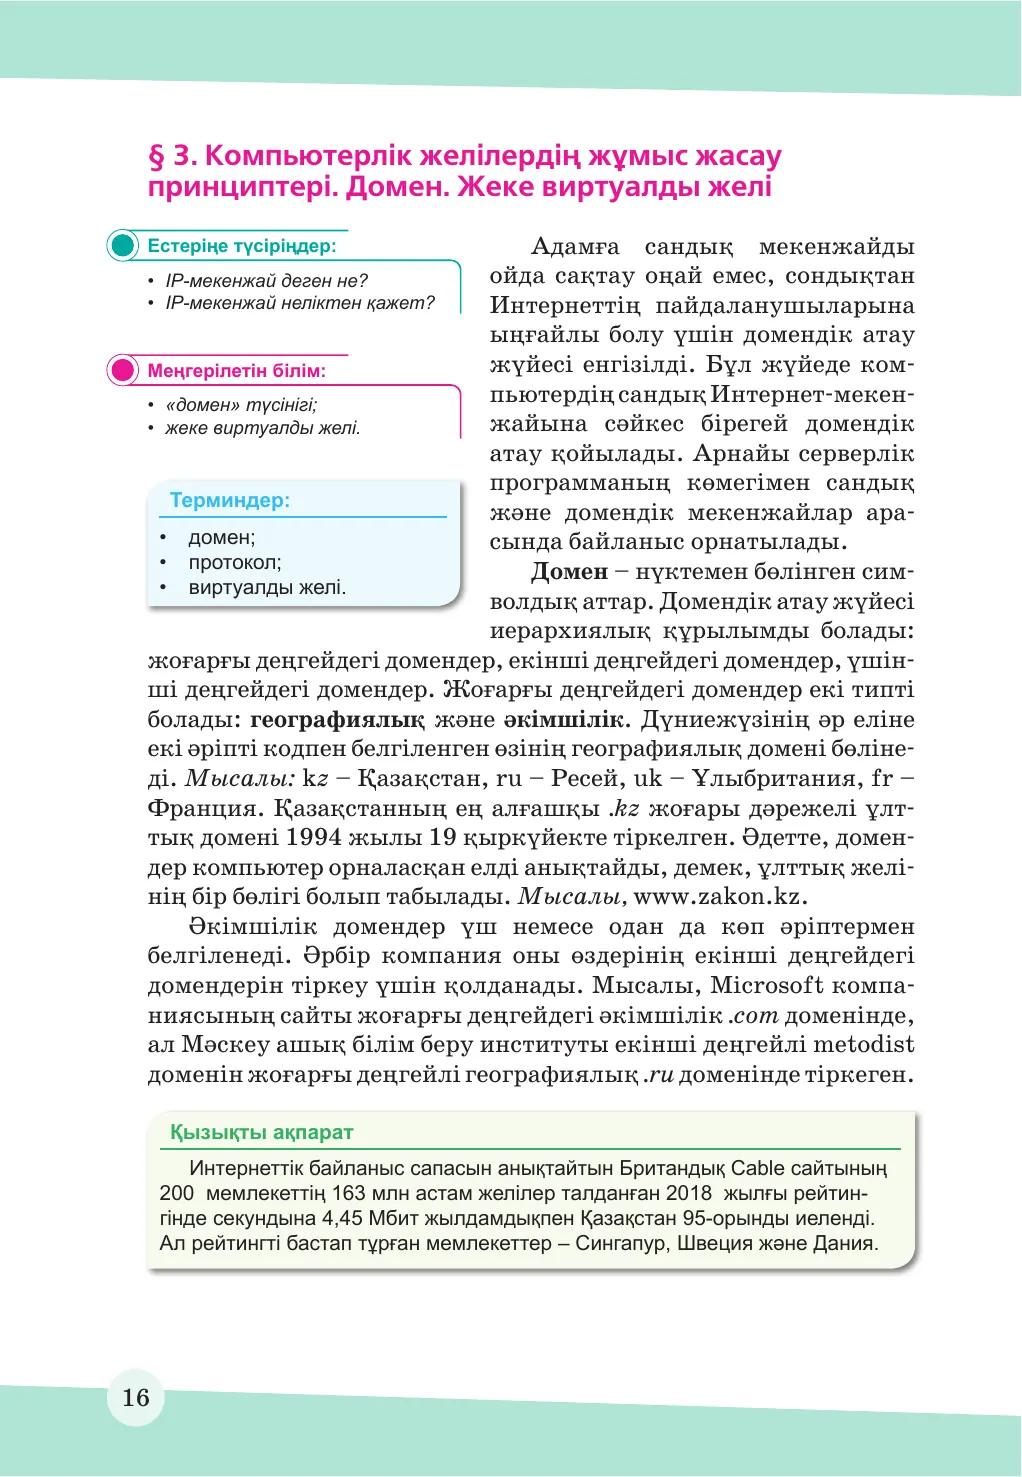 § 3. Компьютерлік желілердің жұмыс жасау
принциптері. Домен. Жеке виртуалды желі
Естеріңе түсіріңдер:
• IP-мекенжай деген не?
• IP-мекенжай неліктен қажет?
Меңгерілетін білім:
• «домен» түсінігі;
• жеке виртуалды желі.
Терминдер:
• домен;
• протокол;
• виртуалды желі.
Адамға сандық мекенжайды
ойда сақтау оңай емес, сондықтан
Интернеттің пайдаланушыларына
ыңғайлы болу үшін домендік атау
жүйесі енгізілді. Бұл жүйеде ком-
пьютердің сандық Интернет-мекен-
жайына сәйкес бірегей домендік
атау қойылады. Арнайы серверлік
программаның көмегімен сандық
және домендік мекенжайлар ара-
сында байланыс орнатылады.
Домен – нүктемен бөлінген сим-
волдық аттар. Домендік атау жүйесі
иерархиялық құрылымды болады:
жоғарғы деңгейдегі домендер, екінші деңгейдегі домендер, үшін-
ші деңгейдегі домендер. Жоғарғы деңгейдегі домендер екі типті
болады: географиялық және әкімшілік. Дүниежүзінің әр еліне
екі әріпті кодпен белгіленген өзінің географиялық домені бөліне-
ді. Мысалы: kz – Қазақстан, ru – Ресей, uk – Ұлыбритания, fr –
Франция. Қазақстанның ең алғашқы .kz жоғары дәрежелі ұлт-
тық домені 1994 жылы 19 қыркүйекте тіркелген. Әдетте, домен-
дер компьютер орналасқан елді анықтайды, демек, ұлттық желі-
нің бір бөлігі болып табылады. Мысалы, www.zakon.kz.
Әкімшілік домендер үш немесе одан да көп әріптермен
белгіленеді. Әрбір компания оны өздерінің екінші деңгейдегі
домендерін тіркеу үшін қолданады. Мысалы, Microsoft компа-
ниясының сайты жоғарғы деңгейдегі әкімшілік .com доменінде,
ал Мәскеу ашық білім беру институты екінші деңгейлі metodist
доменін жоғарғы деңгейлі географиялық .ru доменінде тіркеген.
Қызықты ақпарат
Интернеттік байланыс сапасын анықтайтын Британдық Cable сайтының
200 мемлекеттің 163 млн астам желілер талданған 2018 жылғы рейтин-
гінде секундына 4,45 Мбит жылдамдықпен Қазақстан 95-орынды иеленді.
Ал рейтингті бастап тұрған мемлекеттер – Сингапур, Швеция және Дания.
16